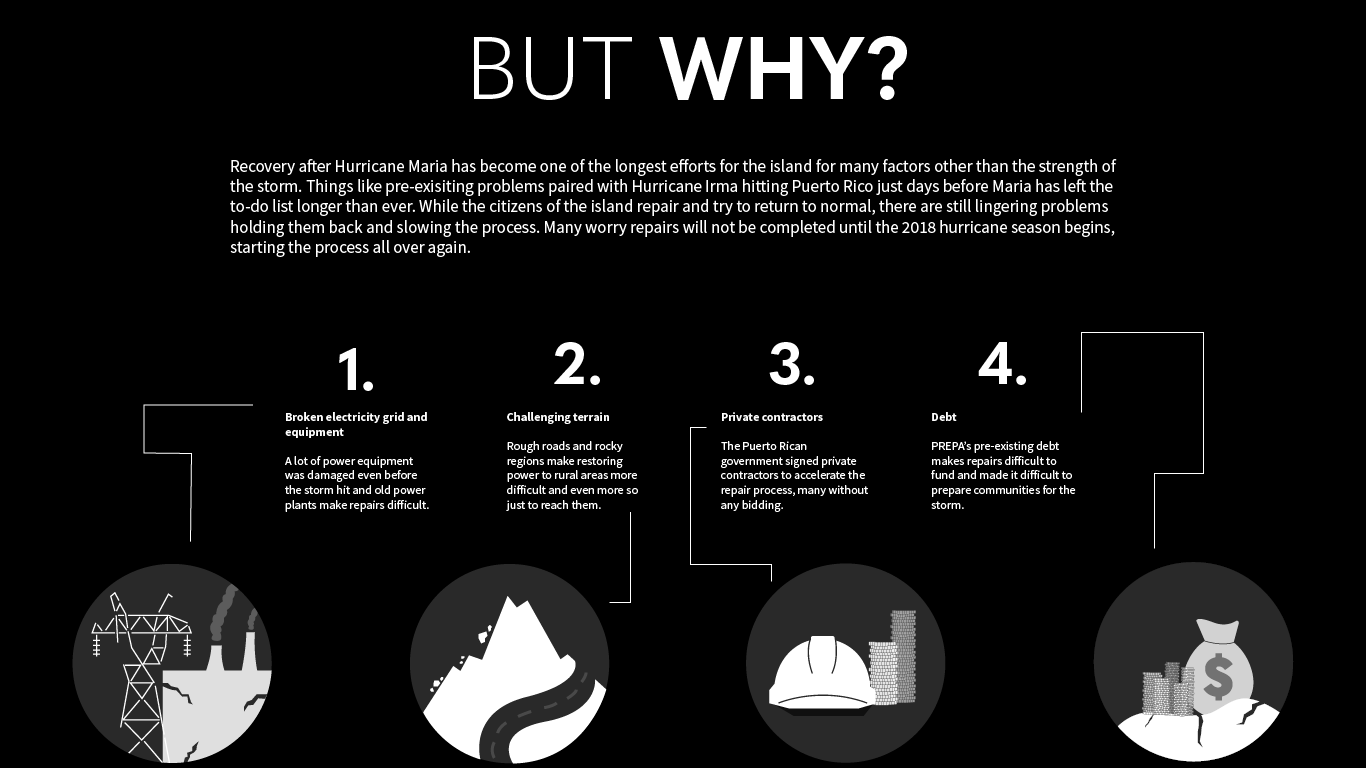 BUT WHY?
Recovery after Hurricane Maria has become one of the longest efforts for the island for many factors other than the strength of
the storm. Things like pre-exisiting problems paired with Hurricane Irma hitting Puerto Rico just days before Maria has left the
to-do list longer than ever. While the citizens of the island repair and try to return to normal, there are still lingering problems
holding them back and slowing the process. Many worry repairs will not be completed until the 2018 hurricane season begins,
starting the process all over again.
1.
Broken electricity grid and
equipment
A lot of power equipment
was damaged even before
the storm hit and old power
plants make repairs difficult.
2.
Challenging terrain
Rough roads and rocky
regions make restoring
power to rural areas more
difficult and even more so
just to reach them.
3.
Private contractors
The Puerto Rican
government signed private
contractors to accelerate the
repair process, many without
any bidding.
4.
Debt
PREPA's pre-existing debt
makes repairs difficult to
fund and made it difficult to
prepare communities for the
storm.
$